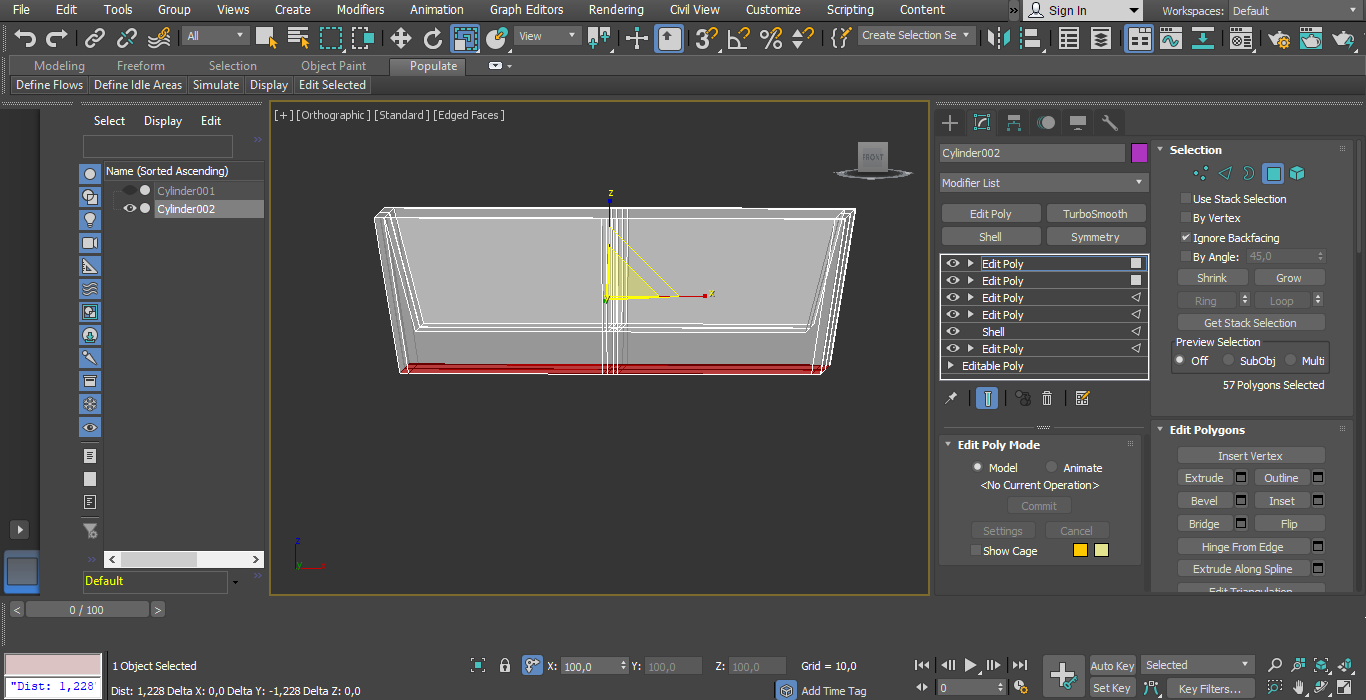 File Edit Tools Group Views Create Modifiers Animation Graph Editors Rendering Civil View Customize Scripting Content » Sign In Workspaces: Default
All View Create Selection Se
Modeling Freeform Selection Object Paint Populate
Define Flows Define Idle Areas Simulate Display Edit Selected
Select Display Edit
Name (Sorted Ascending)
Cylinder001
Cylinder002
Default
[+] [Orthographic] [Standard] [Edged Faces]
FRONT
z
x
y
z
y
Cylinder002
Modifier List
Edit Poly TurboSmooth
Shell Symmetry
Edit Poly
Edit Poly
Edit Poly
Edit Poly
Shell
Edit Poly
Editable Poly
Edit Poly Mode
Model Animate
<No Current Operation>
Commit
Settings Cancel
Show Cage
Selection
Use Stack Selection
By Vertex
Ignore Backfacing
By Angle: 45,0
Shrink Grow
Ring Loop
Get Stack Selection
Preview Selection
Off SubObj Multi
57 Polygons Selected
Edit Polygons
Insert Vertex
Extrude Outline
Bevel Inset
Bridge Flip
Hinge From Edge
Extrude Along Spline
Edit Triangulation
< 0 / 100 >
1 Object Selected X: 100,0 Y: 100,0 Z: 100,0 Grid = 10,0 Auto Key Selected
"Dist: 1,228 Dist: 1,228 Delta X: 0,0 Delta Y: -1,228 Delta Z: 0,0 Add Time Tag 0 Set Key Key Filters...